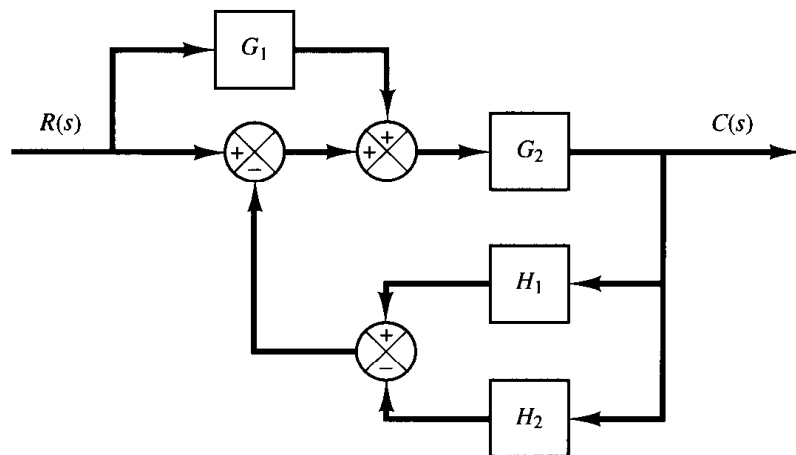 G₁
R(s)
C(s)
+
+
+
−
G₂
H₁
+
−
H₂